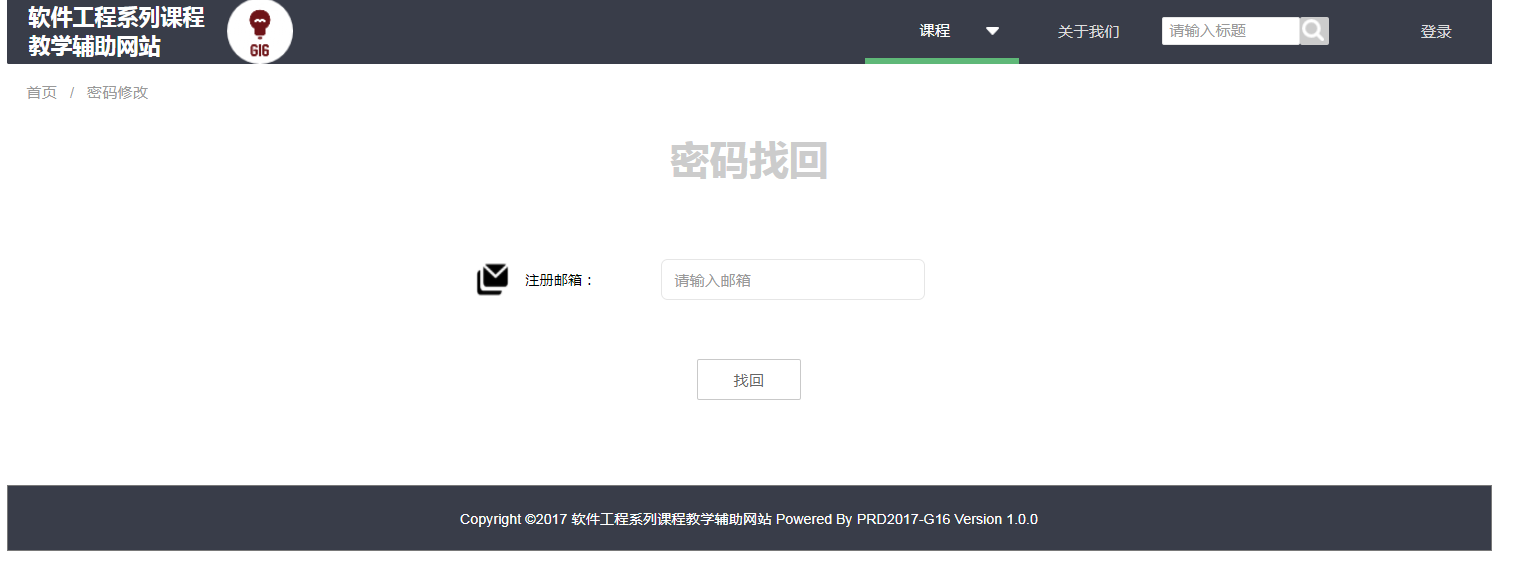 软件工程系列课程
教学辅助网站
G16
课程
关于我们
请输入标题
登录
首页 / 密码修改
密码找回
注册邮箱：
请输入邮箱
找回
Copyright ©2017 软件工程系列课程教学辅助网站 Powered By PRD2017-G16 Version 1.0.0